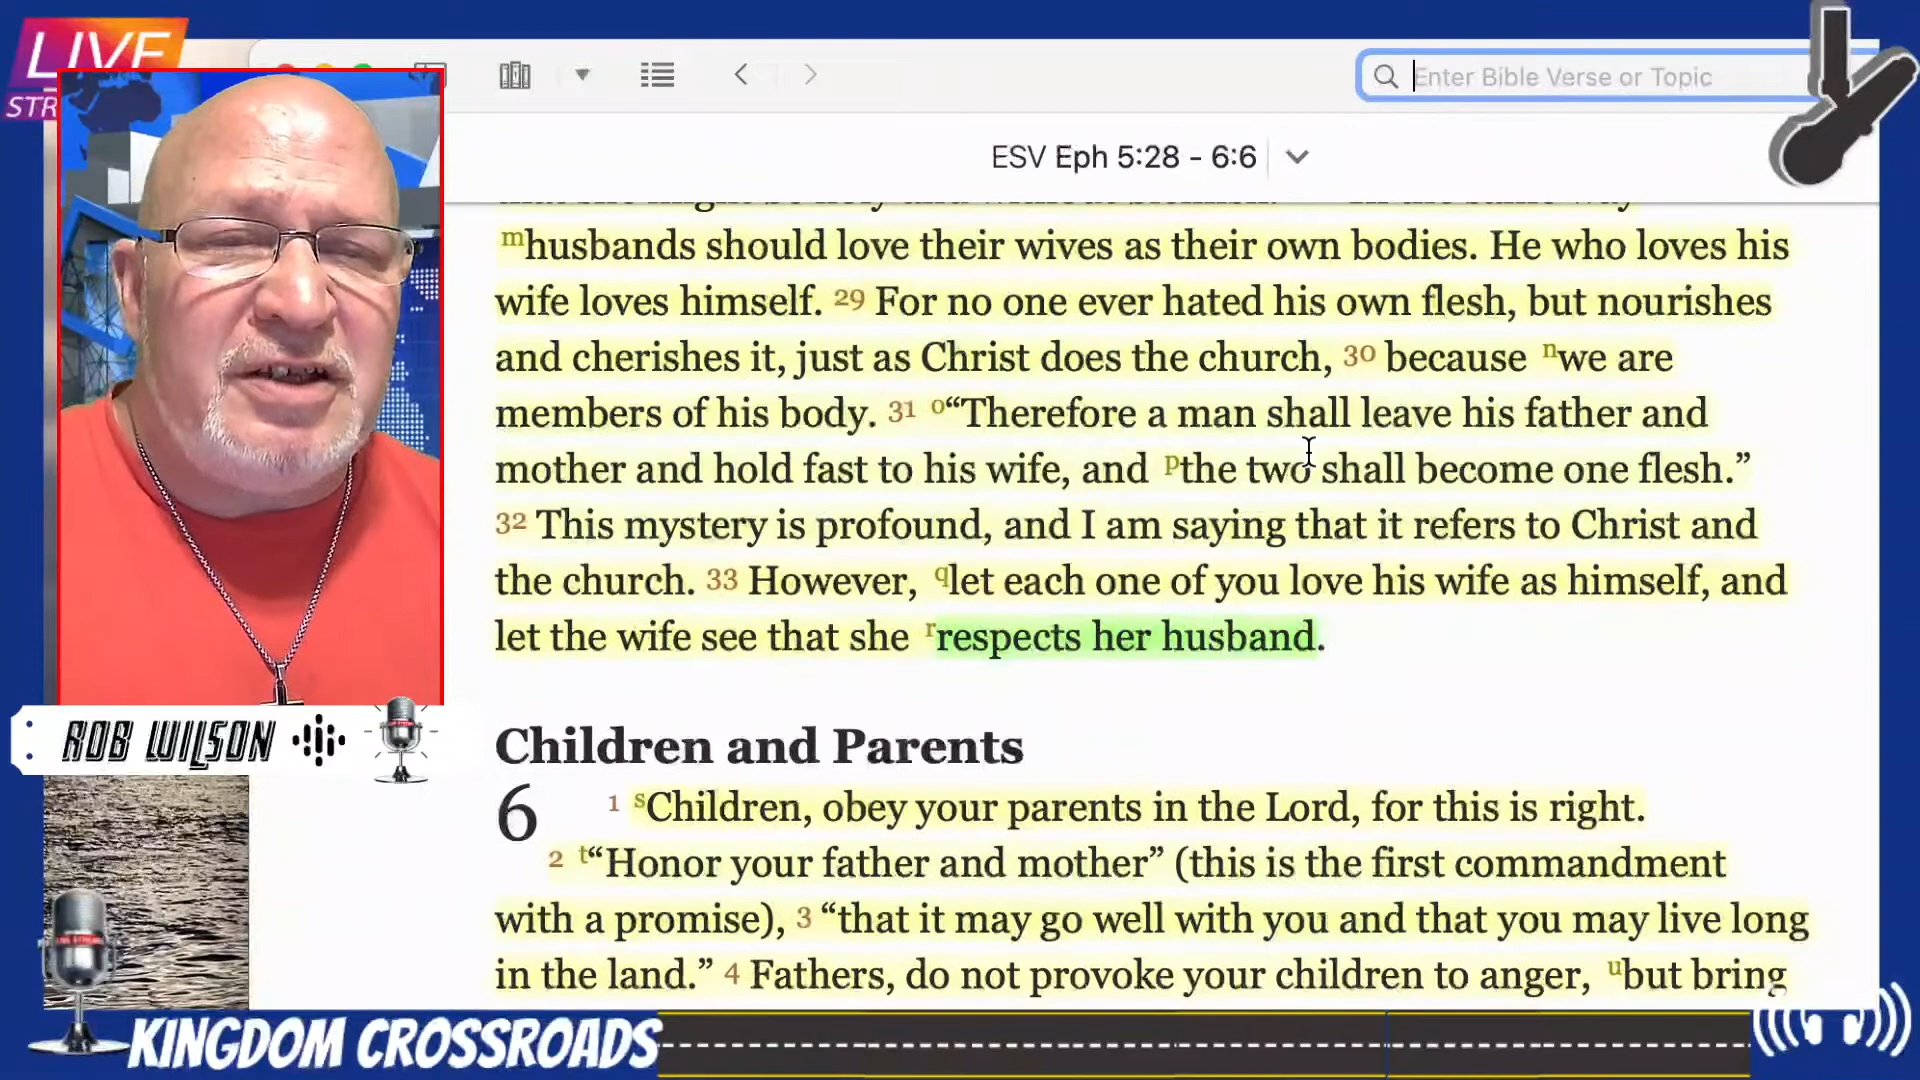 LIVE
STR
Enter Bible Verse or Topic
ESV Eph 5:28 - 6:6
mhusbands should love their wives as their own bodies. He who loves his
wife loves himself. 29 For no one ever hated his own flesh, but nourishes
and cherishes it, just as Christ does the church, 30 because nwe are
members of his body. 31 o“Therefore a man shall leave his father and
mother and hold fast to his wife, and pthe two shall become one flesh.”
32 This mystery is profound, and I am saying that it refers to Christ and
the church. 33 However, qlet each one of you love his wife as himself, and
let the wife see that she rrespects her husband.
Children and Parents
6 1 sChildren, obey your parents in the Lord, for this is right.
2 t“Honor your father and mother” (this is the first commandment
with a promise), 3 “that it may go well with you and that you may live long
in the land.” 4 Fathers, do not provoke your children to anger, ubut bring
ROB WILSON
KINGDOM CROSSROADS